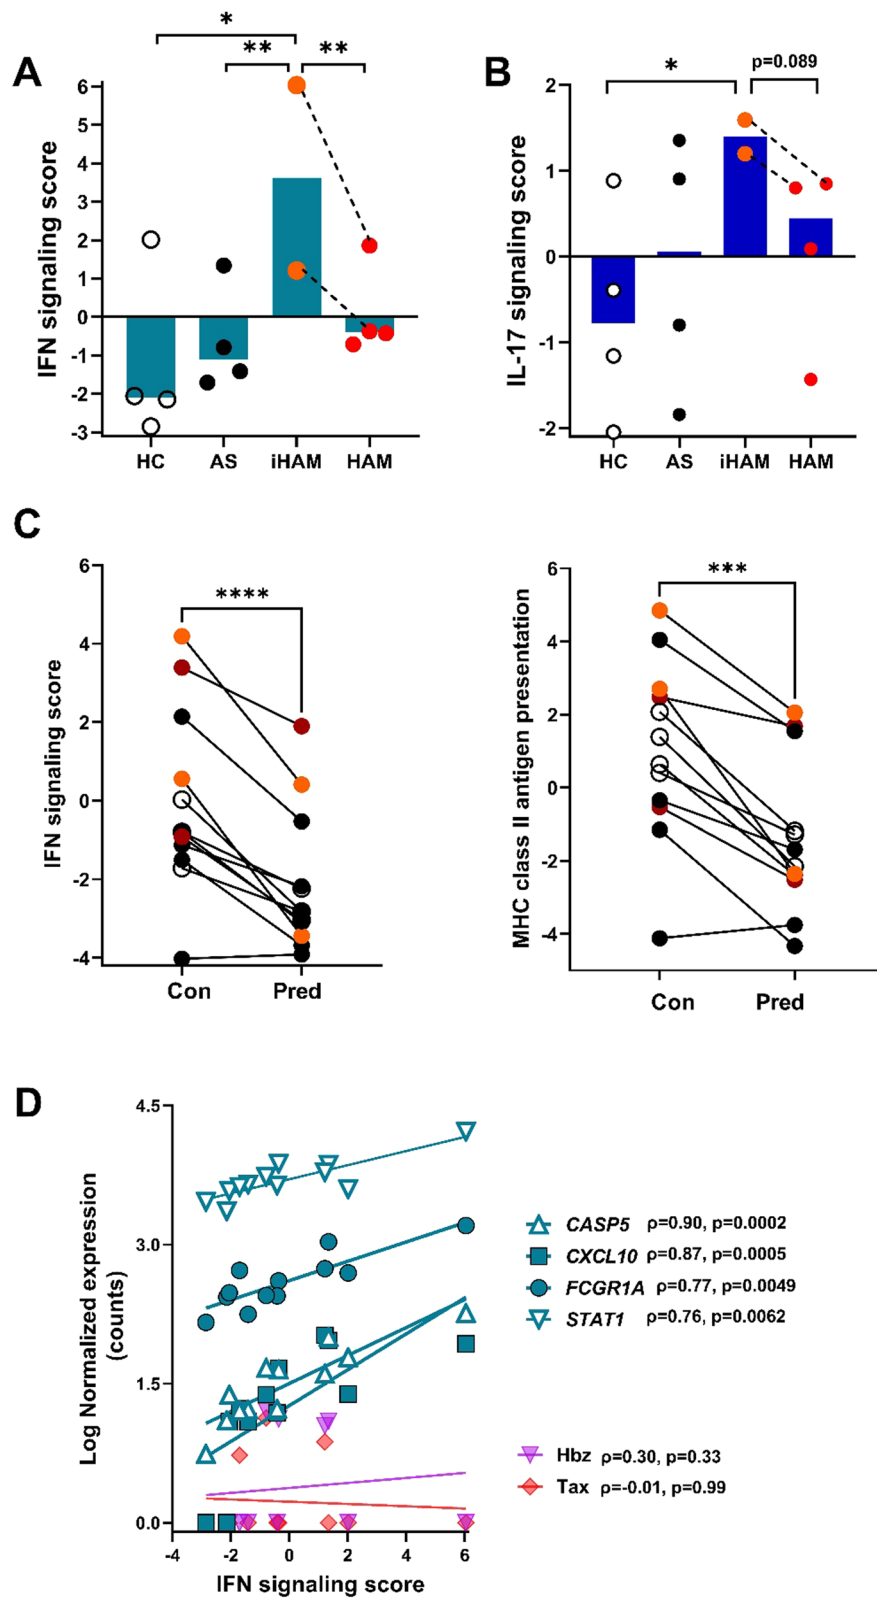 A
*
**
**
IFN signaling score
6
5
4
3
2
1
0
-1
-2
-3
HC
AS
iHAM
HAM
B
*
p=0.089
IL-17 signaling score
2
1
0
-1
-2
HC
AS
iHAM
HAM
C
****
IFN signaling score
6
4
2
0
-2
-4
Con
Pred
***
MHC class II antigen presentation
6
4
2
0
-2
-4
Con
Pred
D
Log Normalized expression
(counts)
4.5
3.0
1.5
0.0
-4
-2
0
2
4
6
IFN signaling score
CASP5 ρ=0.90, p=0.0002
CXCL10 ρ=0.87, p=0.0005
FCGR1A ρ=0.77, p=0.0049
STAT1 ρ=0.76, p=0.0062
Hbz ρ=0.30, p=0.33
Tax ρ=-0.01, p=0.99